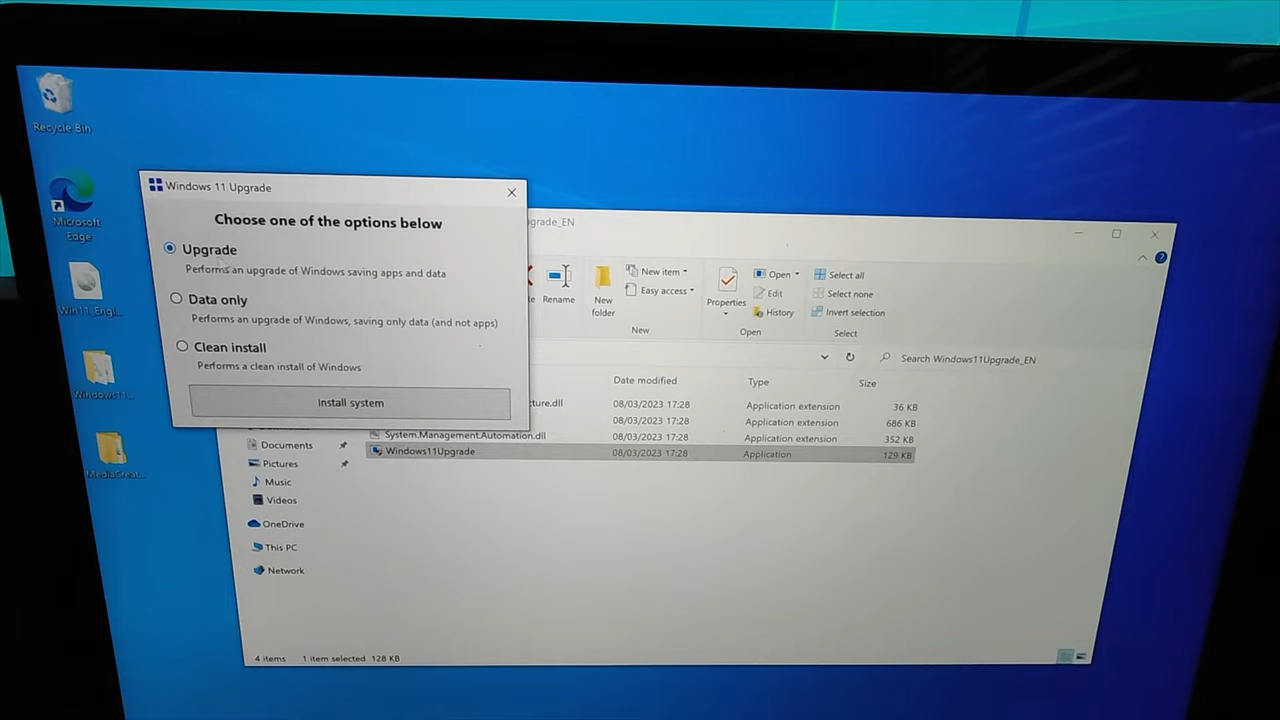 Recycle Bin
Microsoft
Edge
Win11_Engl...
Windows11...
MediaCreat...
Windows 11 Upgrade
Choose one of the options below
Upgrade
Performs an upgrade of Windows saving apps and data
Data only
Performs an upgrade of Windows, saving only data (and not apps)
Clean install
Performs a clean install of Windows
Install system
grade_EN
Rename
New
folder
New item
Easy access
New
Properties
Open
Edit
History
Open
Select all
Select none
Invert selection
Select
Search Windows11Upgrade_EN
Date modified Type Size
cture.dll 08/03/2023 17:28 Application extension 36 KB
08/03/2023 17:28 Application extension 686 KB
System.Management.Automation.dll 08/03/2023 17:28 Application extension 352 KB
Windows11Upgrade 08/03/2023 17:28 Application 129 KB
Documents
Pictures
Music
Videos
OneDrive
This PC
Network
4 items 1 item selected 128 KB